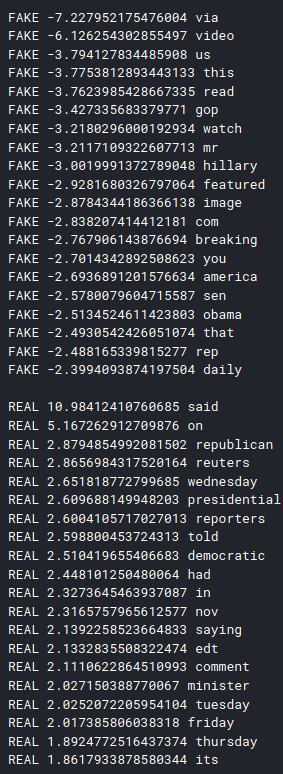 FAKE -7.227952175476004 via
FAKE -6.126254302855497 video
FAKE -3.794127834485908 us
FAKE -3.7753812893443133 this
FAKE -3.7623985428667335 read
FAKE -3.427335683379771 gop
FAKE -3.2180296000192934 watch
FAKE -3.2117109322607713 mr
FAKE -3.0019991372789048 hillary
FAKE -2.9281680326797064 featured
FAKE -2.8784344186366138 image
FAKE -2.838207414412181 com
FAKE -2.767906143876694 breaking
FAKE -2.7014342892508623 you
FAKE -2.6936891201576634 america
FAKE -2.5780079604715587 sen
FAKE -2.5134524611423803 obama
FAKE -2.4930542426051074 that
FAKE -2.488165339815277 rep
FAKE -2.3994093874197504 daily
REAL 10.98412410760685 said
REAL 5.167262912709876 on
REAL 2.8794854992081502 republican
REAL 2.8656984317520164 reuters
REAL 2.651818772799685 wednesday
REAL 2.609688149948203 presidential
REAL 2.6004105717027013 reporters
REAL 2.598800453724313 told
REAL 2.510419655406683 democratic
REAL 2.448101250480064 had
REAL 2.3273645463937087 in
REAL 2.3165757965612577 nov
REAL 2.1392258523664833 saying
REAL 2.1332835508322474 edt
REAL 2.1110622864510993 comment
REAL 2.027150388770067 minister
REAL 2.0252072205954104 tuesday
REAL 2.017385806038318 friday
REAL 1.8924772516437374 thursday
REAL 1.8617933878580344 its